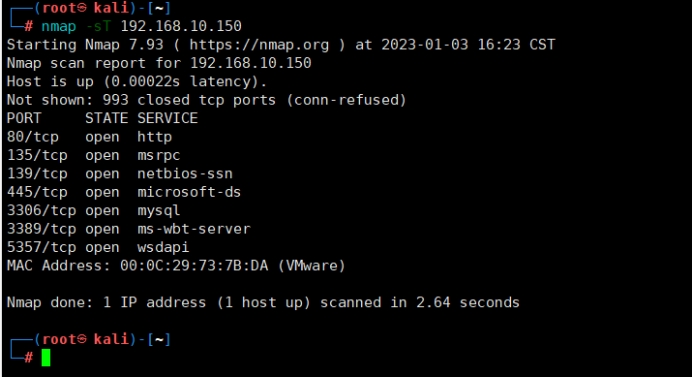 ┌──(root㉿ kali)-[~]
└─# nmap -sT 192.168.10.150
Starting Nmap 7.93 ( https://nmap.org ) at 2023-01-03 16:23 CST
Nmap scan report for 192.168.10.150
Host is up (0.00022s latency).
Not shown: 993 closed tcp ports (conn-refused)
PORT     STATE SERVICE
80/tcp   open  http
135/tcp  open  msrpc
139/tcp  open  netbios-ssn
445/tcp  open  microsoft-ds
3306/tcp open  mysql
3389/tcp open  ms-wbt-server
5357/tcp open  wsdapi
MAC Address: 00:0C:29:73:7B:DA (VMware)
Nmap done: 1 IP address (1 host up) scanned in 2.64 seconds
┌──(root㉿ kali)-[~]
└─#